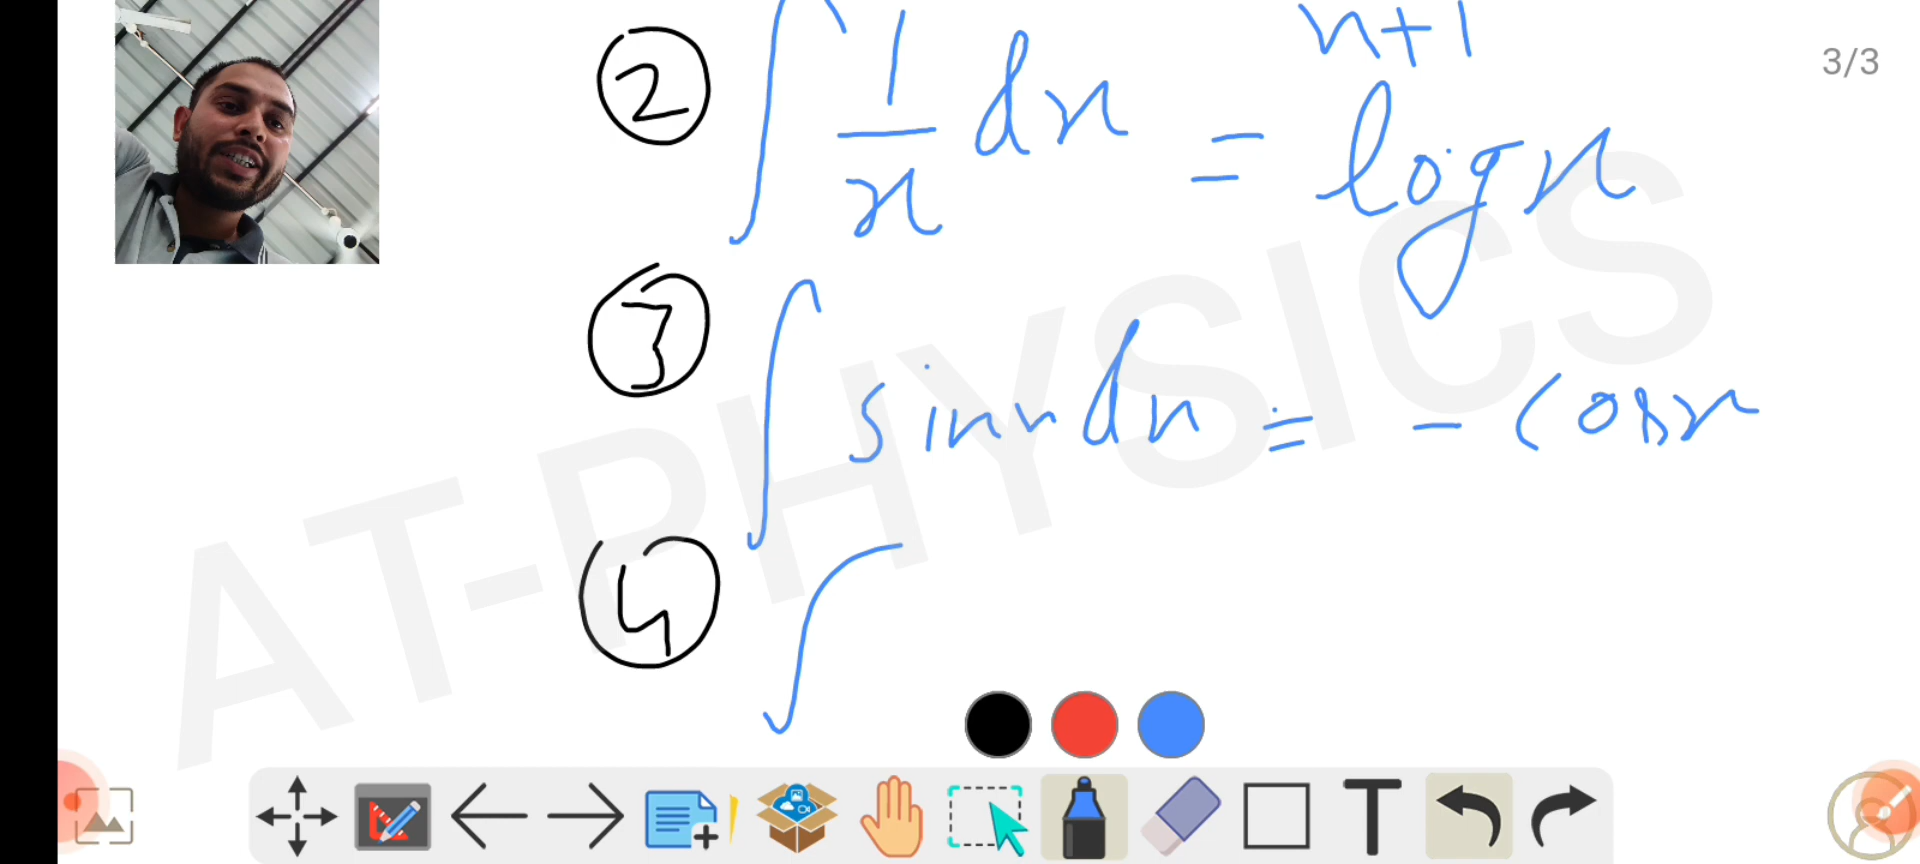 n+1
3/3
② ∫ 1/x dx = log x
③ ∫ sin x dx = - cos x
④ ∫
AT-PHYSICS
T